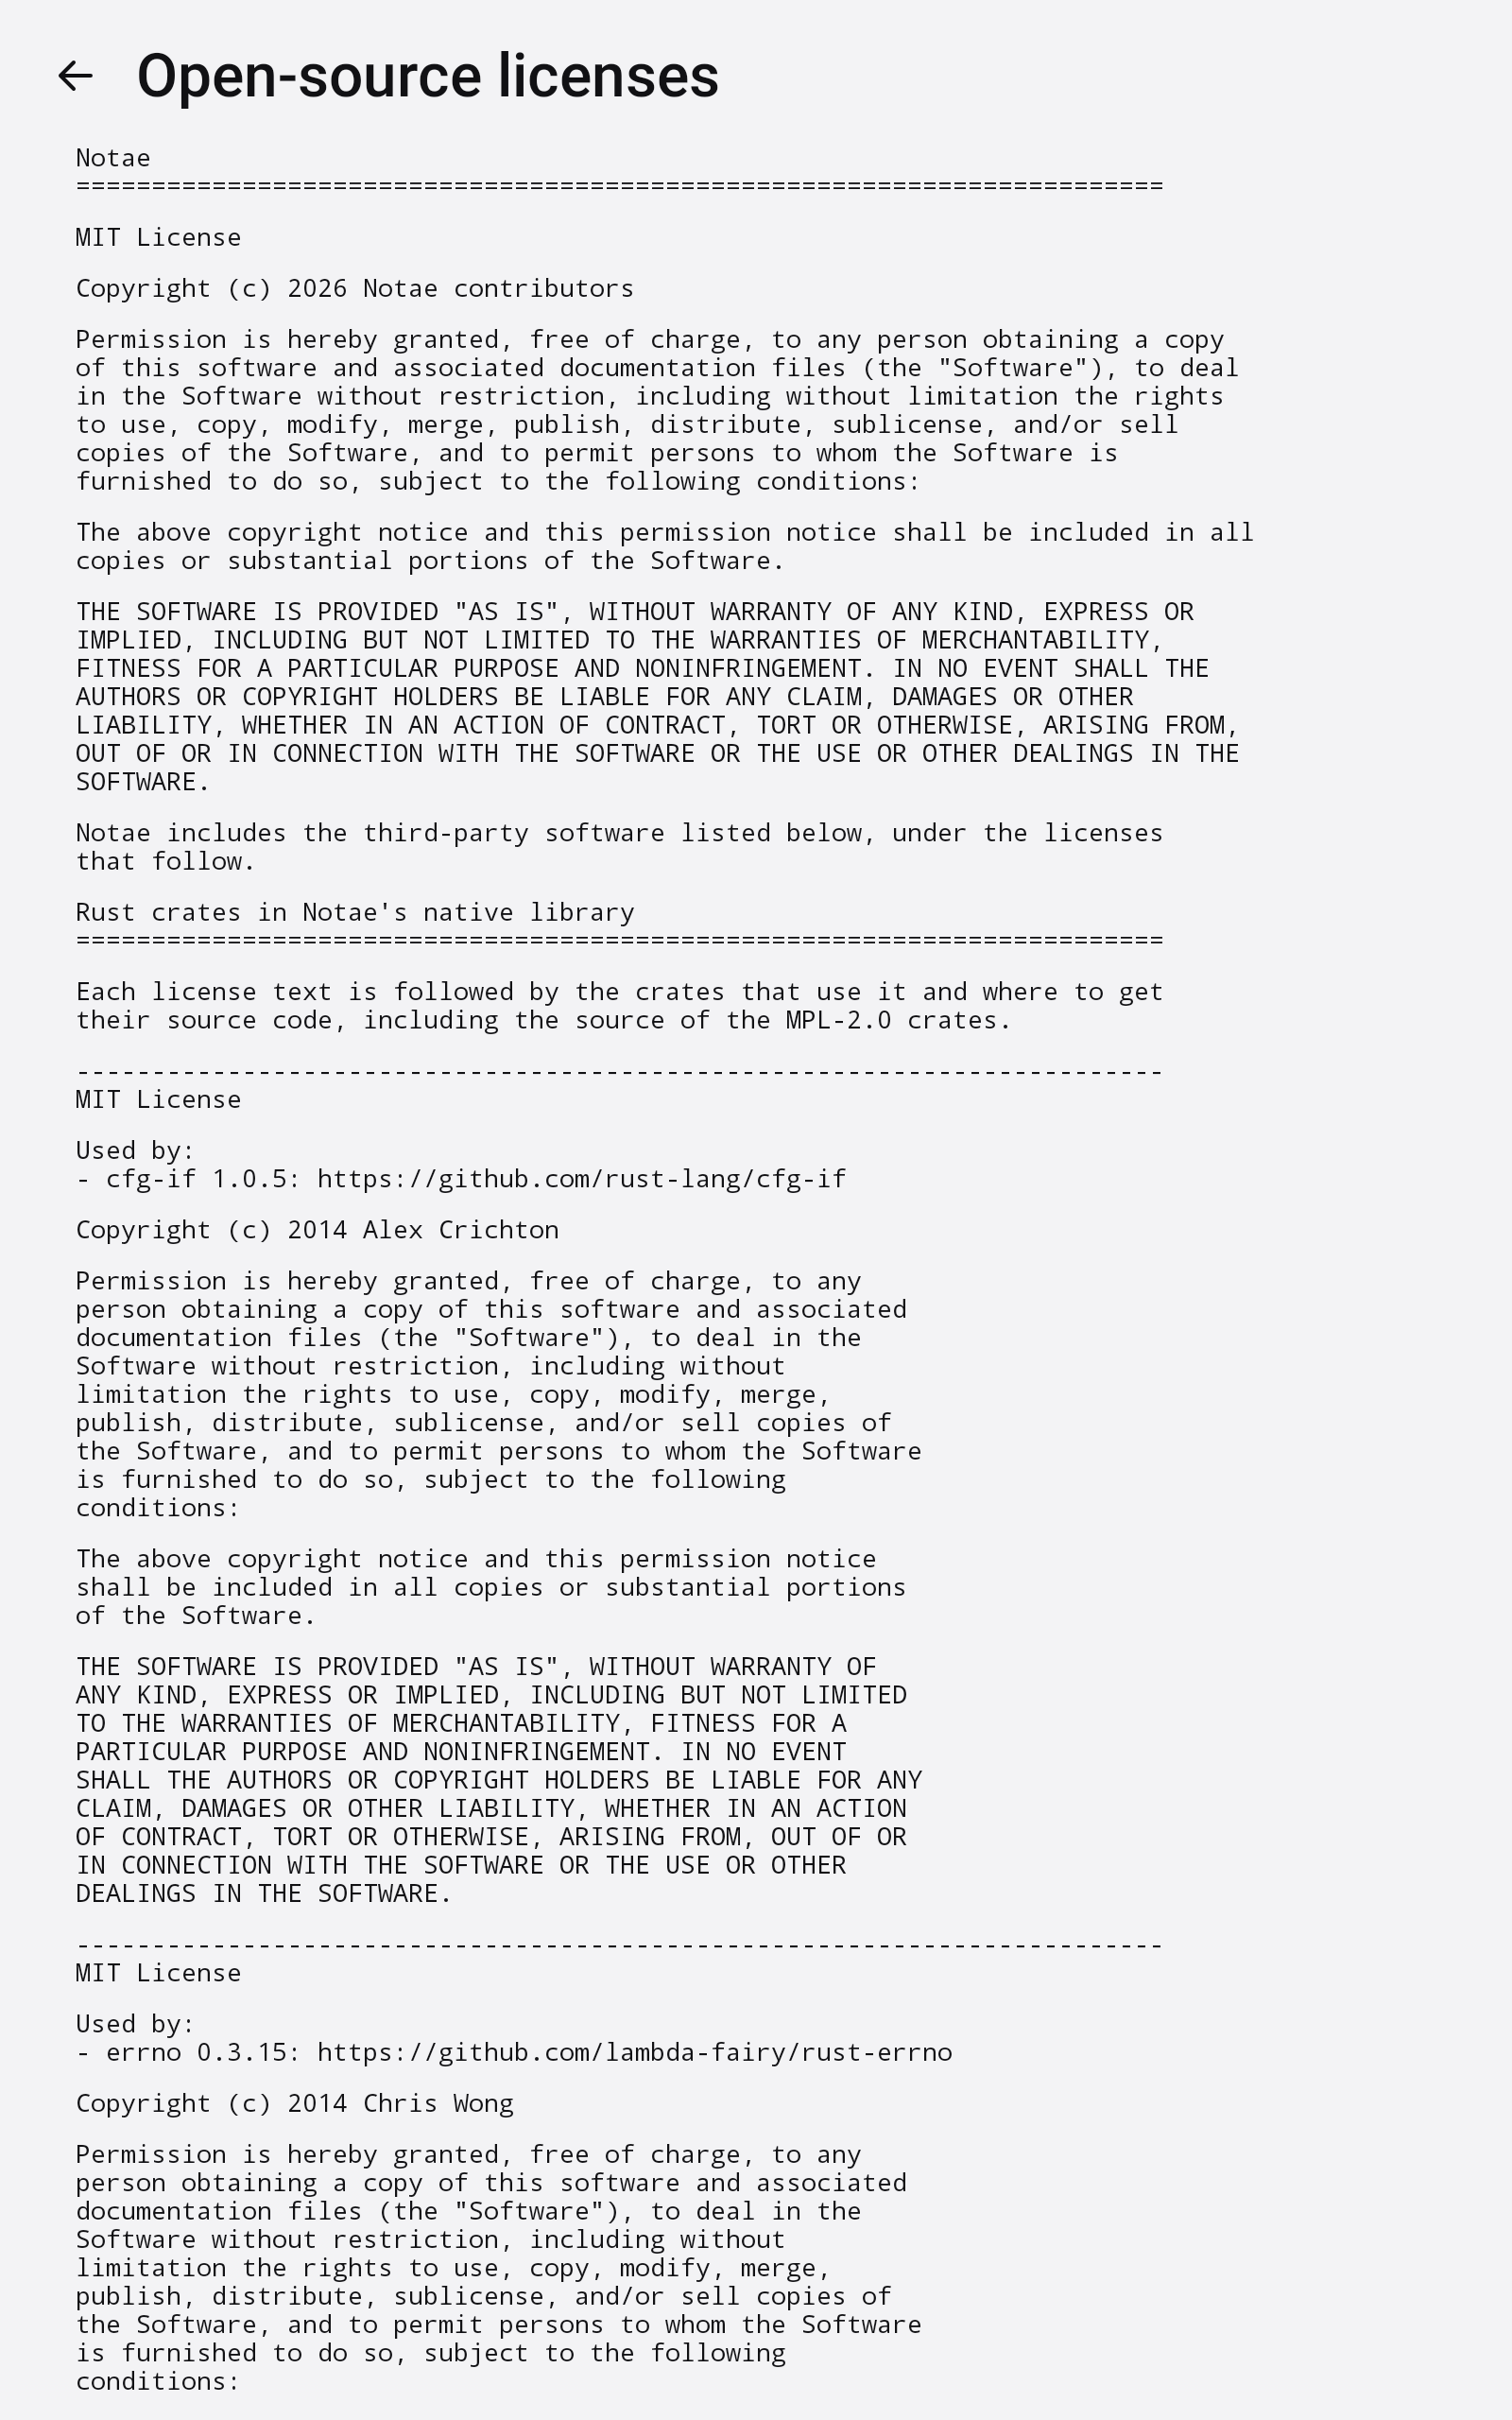 Open-source licenses
Notae
========================================================================
MIT License
Copyright (c) 2026 Notae contributors
Permission is hereby granted, free of charge, to any person obtaining a copy
of this software and associated documentation files (the "Software"), to deal
in the Software without restriction, including without limitation the rights
to use, copy, modify, merge, publish, distribute, sublicense, and/or sell
copies of the Software, and to permit persons to whom the Software is
furnished to do so, subject to the following conditions:
The above copyright notice and this permission notice shall be included in all
copies or substantial portions of the Software.
THE SOFTWARE IS PROVIDED "AS IS", WITHOUT WARRANTY OF ANY KIND, EXPRESS OR
IMPLIED, INCLUDING BUT NOT LIMITED TO THE WARRANTIES OF MERCHANTABILITY,
FITNESS FOR A PARTICULAR PURPOSE AND NONINFRINGEMENT. IN NO EVENT SHALL THE
AUTHORS OR COPYRIGHT HOLDERS BE LIABLE FOR ANY CLAIM, DAMAGES OR OTHER
LIABILITY, WHETHER IN AN ACTION OF CONTRACT, TORT OR OTHERWISE, ARISING FROM,
OUT OF OR IN CONNECTION WITH THE SOFTWARE OR THE USE OR OTHER DEALINGS IN THE
SOFTWARE.
Notae includes the third-party software listed below, under the licenses
that follow.
Rust crates in Notae's native library
========================================================================
Each license text is followed by the crates that use it and where to get
their source code, including the source of the MPL-2.0 crates.
------------------------------------------------------------------------
MIT License
Used by:
- cfg-if 1.0.5: https://github.com/rust-lang/cfg-if
Copyright (c) 2014 Alex Crichton
Permission is hereby granted, free of charge, to any
person obtaining a copy of this software and associated
documentation files (the "Software"), to deal in the
Software without restriction, including without
limitation the rights to use, copy, modify, merge,
publish, distribute, sublicense, and/or sell copies of
the Software, and to permit persons to whom the Software
is furnished to do so, subject to the following
conditions:
The above copyright notice and this permission notice
shall be included in all copies or substantial portions
of the Software.
THE SOFTWARE IS PROVIDED "AS IS", WITHOUT WARRANTY OF
ANY KIND, EXPRESS OR IMPLIED, INCLUDING BUT NOT LIMITED
TO THE WARRANTIES OF MERCHANTABILITY, FITNESS FOR A
PARTICULAR PURPOSE AND NONINFRINGEMENT. IN NO EVENT
SHALL THE AUTHORS OR COPYRIGHT HOLDERS BE LIABLE FOR ANY
CLAIM, DAMAGES OR OTHER LIABILITY, WHETHER IN AN ACTION
OF CONTRACT, TORT OR OTHERWISE, ARISING FROM, OUT OF OR
IN CONNECTION WITH THE SOFTWARE OR THE USE OR OTHER
DEALINGS IN THE SOFTWARE.
------------------------------------------------------------------------
MIT License
Used by:
- errno 0.3.15: https://github.com/lambda-fairy/rust-errno
Copyright (c) 2014 Chris Wong
Permission is hereby granted, free of charge, to any
person obtaining a copy of this software and associated
documentation files (the "Software"), to deal in the
Software without restriction, including without
limitation the rights to use, copy, modify, merge,
publish, distribute, sublicense, and/or sell copies of
the Software, and to permit persons to whom the Software
is furnished to do so, subject to the following
conditions: